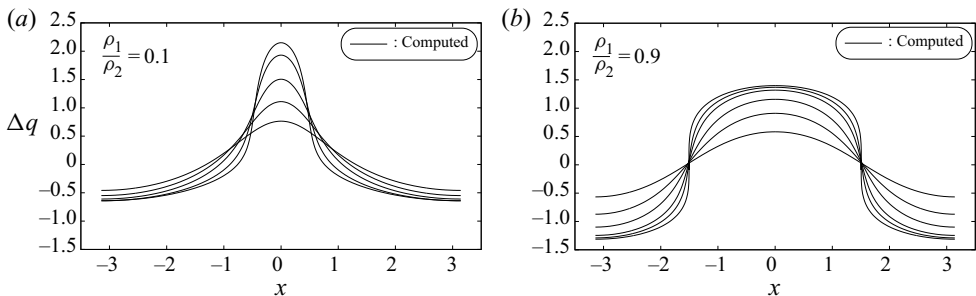 (a)
2.5
2.0
1.5
1.0
0.5
0
–0.5
–1.0
–1.5
Δq
ρ1/ρ2 = 0.1
: Computed
–3 –2 –1 0 1 2 3
x
(b)
2.5
2.0
1.5
1.0
0.5
0
–0.5
–1.0
–1.5
ρ1/ρ2 = 0.9
: Computed
–3 –2 –1 0 1 2 3
x